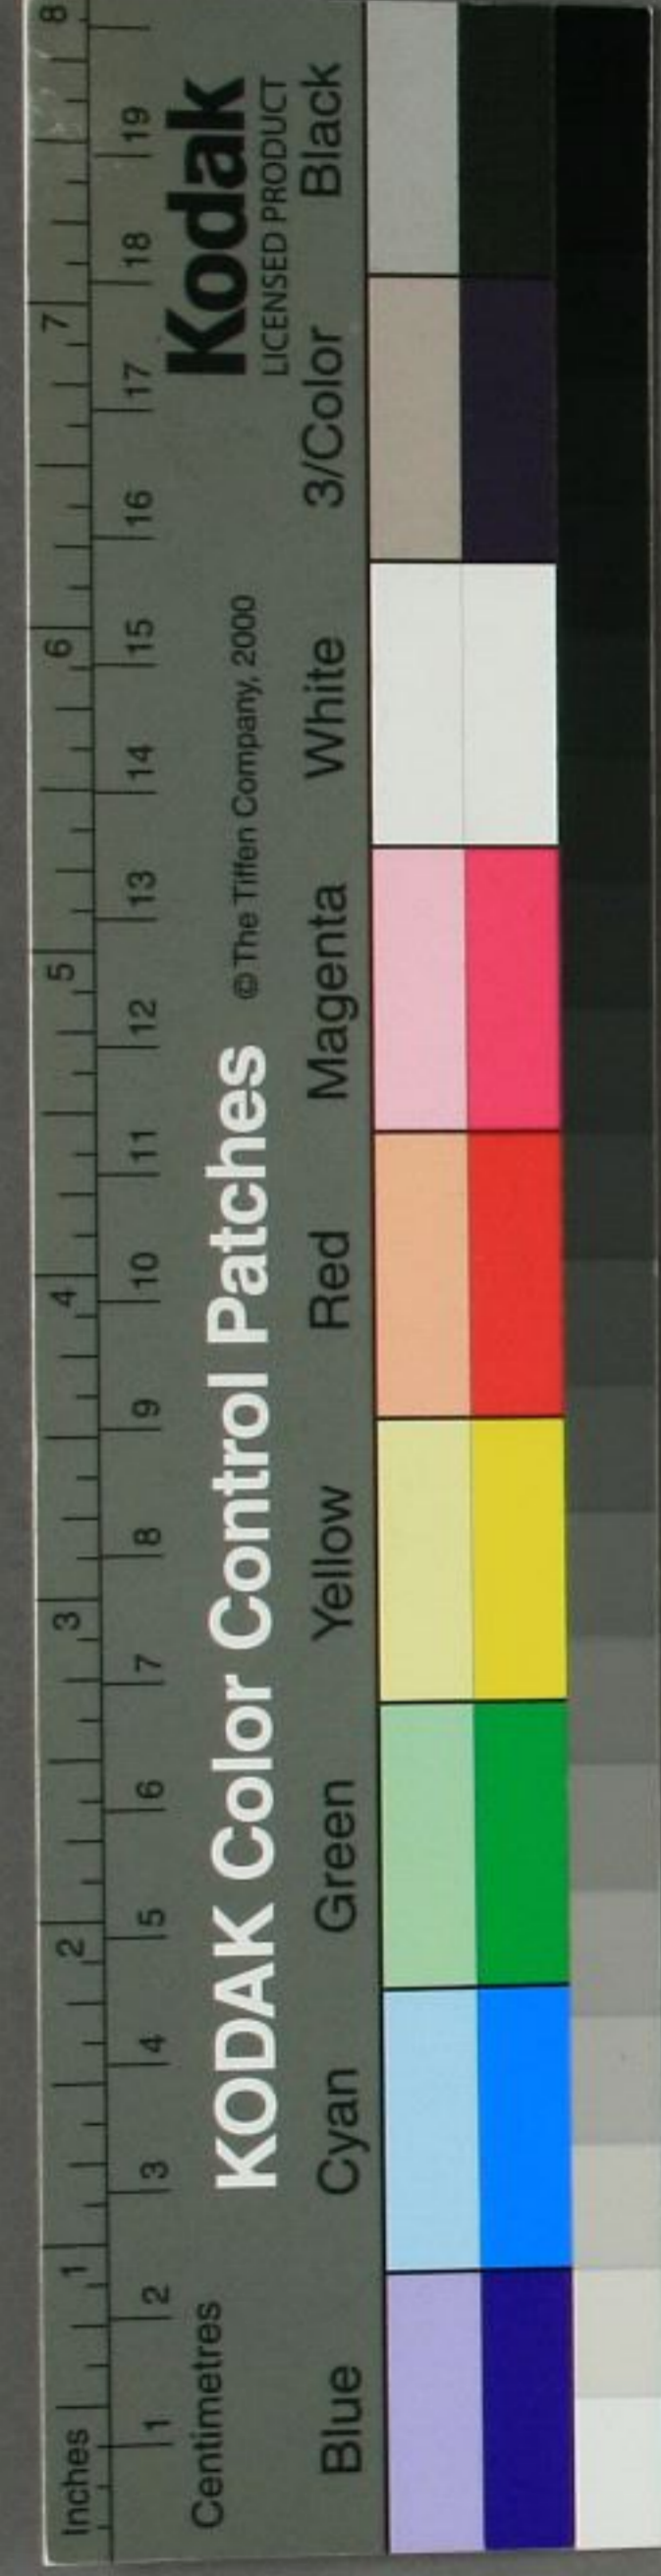 Inches 1 2 3 4 5 6 7 8
Centimetres 1 2 3 4 5 6 7 8 9 10 11 12 13 14 15 16 17 18 19
KODAK Color Control Patches © The Tiffen Company, 2000 Kodak
LICENSED PRODUCT
Blue Cyan Green Yellow Red Magenta White 3/Color Black